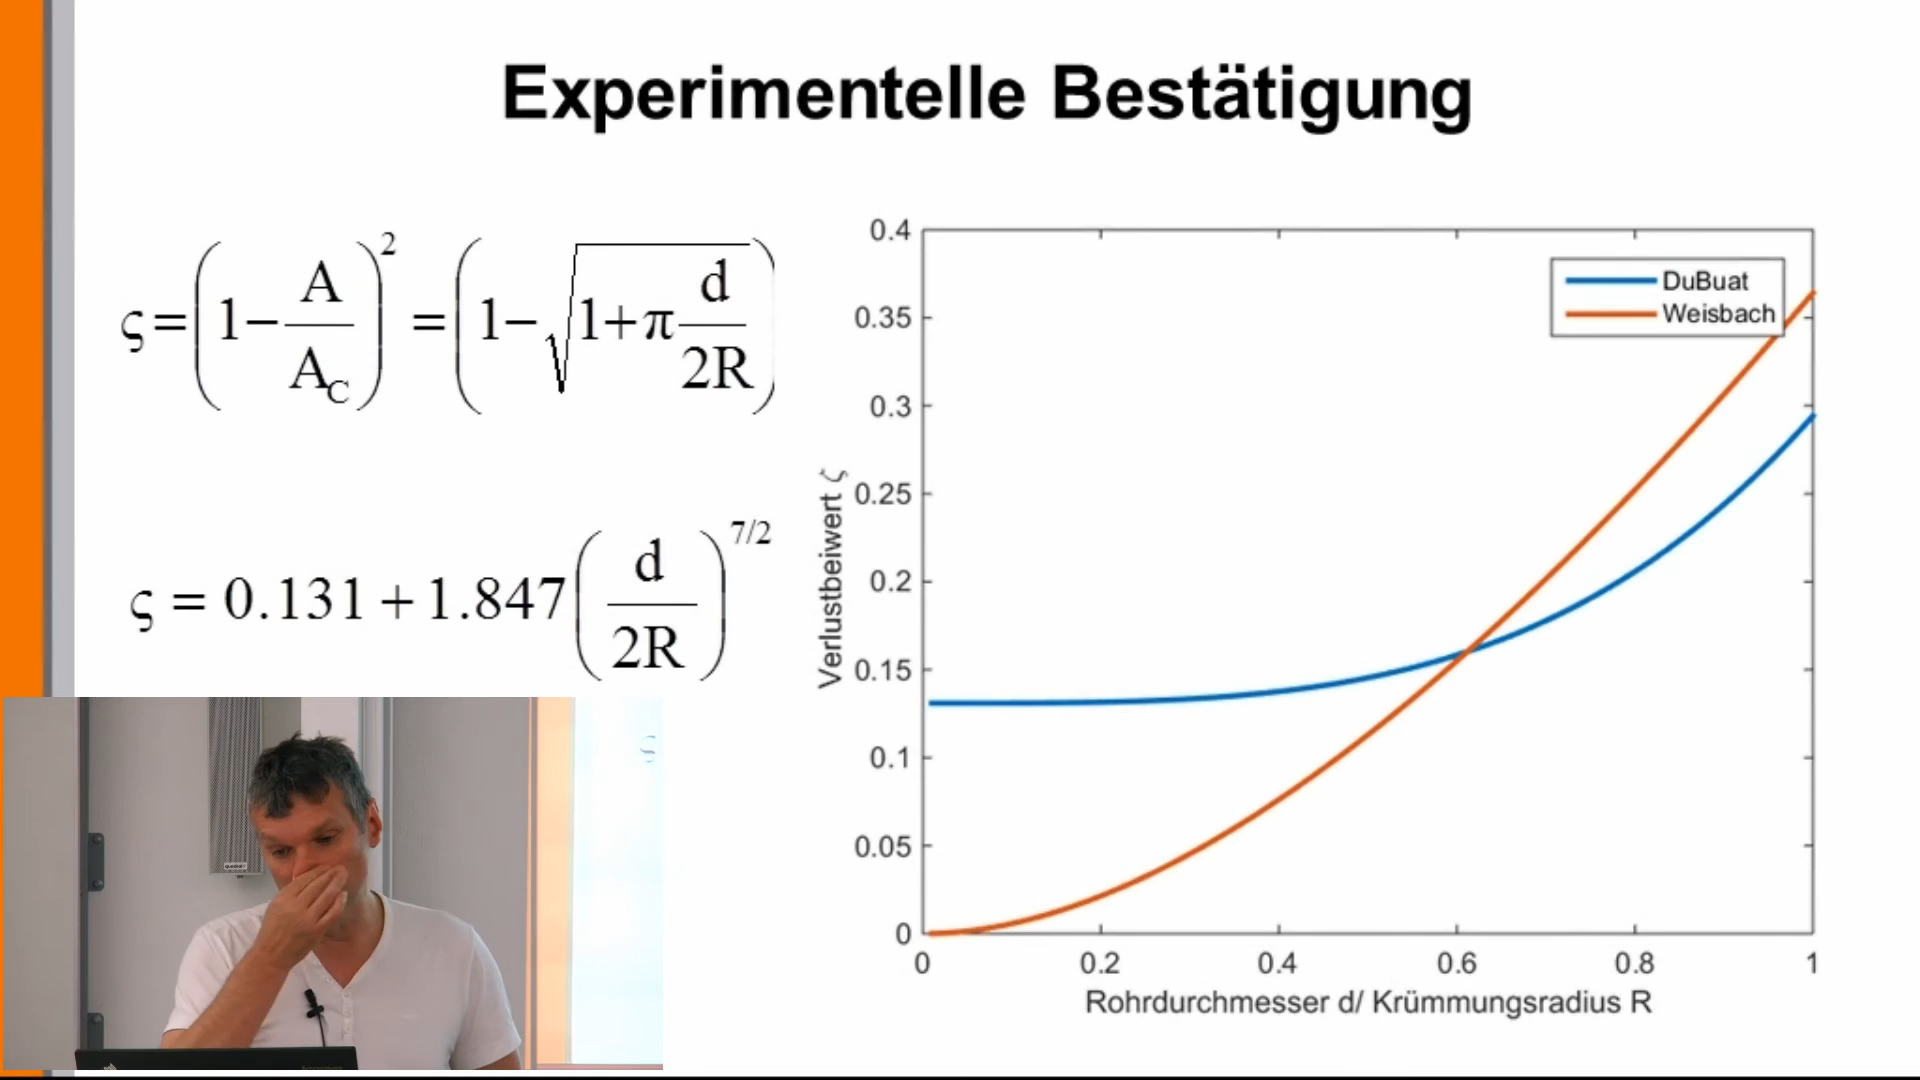 Experimentelle Bestätigung
ς = (1 − A/A_C)² = (1 − √(1 + π d/2R))
ς = 0.131 + 1.847 (d/2R)^7/2
0.4
0.35
0.3
0.25
0.2
0.15
0.1
0.05
0
DuBuat
Weisbach
Verlustbeiwert ζ
0 0.2 0.4 0.6 0.8 1
Rohrdurchmesser d/ Krümmungsradius R